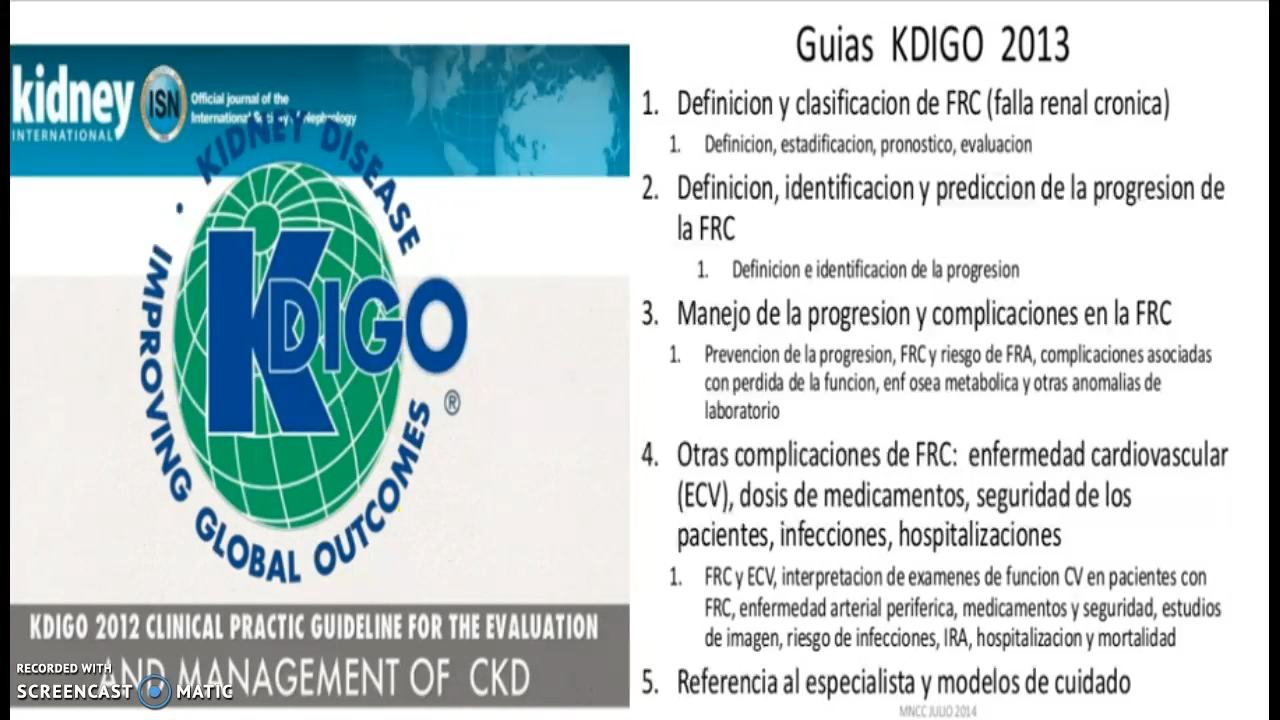 kidney
INTERNATIONAL
ISN
Official journal of the
International Society of Nephrology
· KIDNEY DISEASE
IMPROVING GLOBAL OUTCOMES
KDIGO
®
KDIGO 2012 CLINICAL PRACTIC GUIDELINE FOR THE EVALUATION
AND MANAGEMENT OF CKD
RECORDED WITH
SCREENCAST MATIC
Guias KDIGO 2013
1. Definicion y clasificacion de FRC (falla renal cronica)
1. Definicion, estadificacion, pronostico, evaluacion
2. Definicion, identificacion y prediccion de la progresion de
la FRC
1. Definicion e identificacion de la progresion
3. Manejo de la progresion y complicaciones en la FRC
1. Prevencion de la progresion, FRC y riesgo de FRA, complicaciones asociadas
con perdida de la funcion, enf osea metabolica y otras anomalias de
laboratorio
4. Otras complicaciones de FRC: enfermedad cardiovascular
(ECV), dosis de medicamentos, seguridad de los
pacientes, infecciones, hospitalizaciones
1. FRC y ECV, interpretacion de examenes de funcion CV en pacientes con
FRC, enfermedad arterial periferica, medicamentos y seguridad, estudios
de imagen, riesgo de infecciones, IRA, hospitalizacion y mortalidad
5. Referencia al especialista y modelos de cuidado
MNCC JULIO 2014